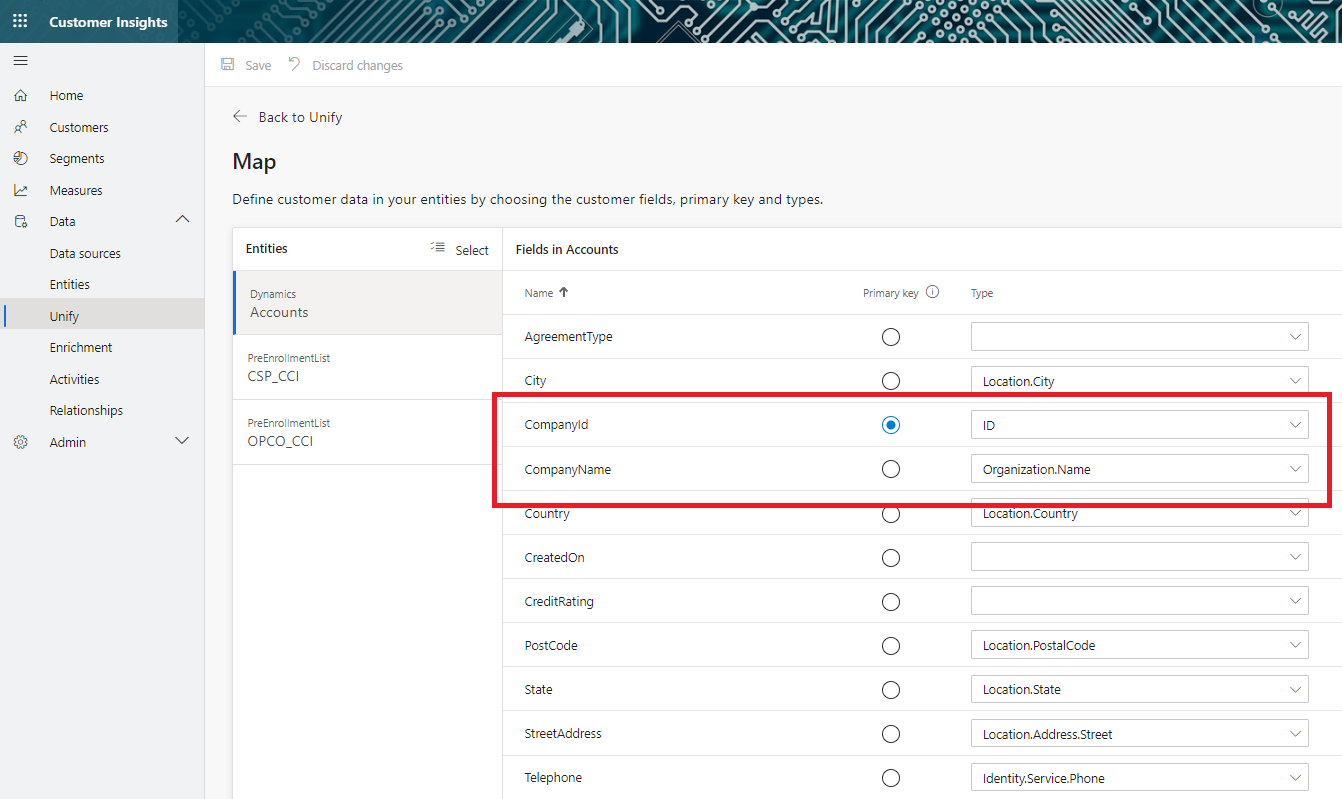 Customer Insights
Save
Discard changes
Home
Customers
Segments
Measures
Data
Data sources
Entities
Unify
Enrichment
Activities
Relationships
Admin
Back to Unify
Map
Define customer data in your entities by choosing the customer fields, primary key and types.
Entities
Select
Dynamics
Accounts
PreEnrollmentList
CSP_CCI
PreEnrollmentList
OPCO_CCI
Fields in Accounts
Name Primary key Type
AgreementType
City Location.City
CompanyId ID
CompanyName Organization.Name
Country Location.Country
CreatedOn
CreditRating
PostCode Location.PostalCode
State Location.State
StreetAddress Location.Address.Street
Telephone Identity.Service.Phone